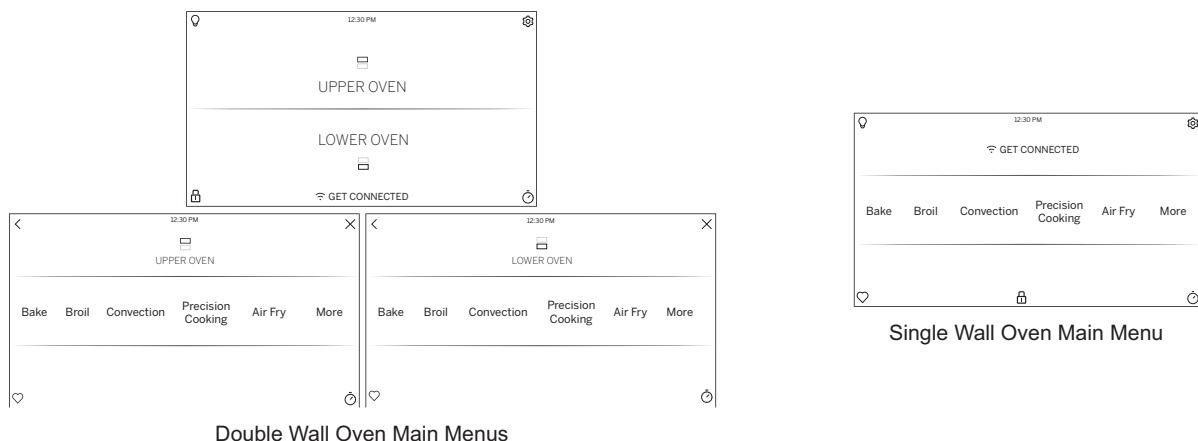 12:30 PM
UPPER OVEN
LOWER OVEN
GET CONNECTED
12:30 PM
UPPER OVEN
Bake Broil Convection Precision Cooking Air Fry More
12:30 PM
LOWER OVEN
Bake Broil Convection Precision Cooking Air Fry More
Double Wall Oven Main Menus
12:30 PM
GET CONNECTED
Bake Broil Convection Precision Cooking Air Fry More
Single Wall Oven Main Menu